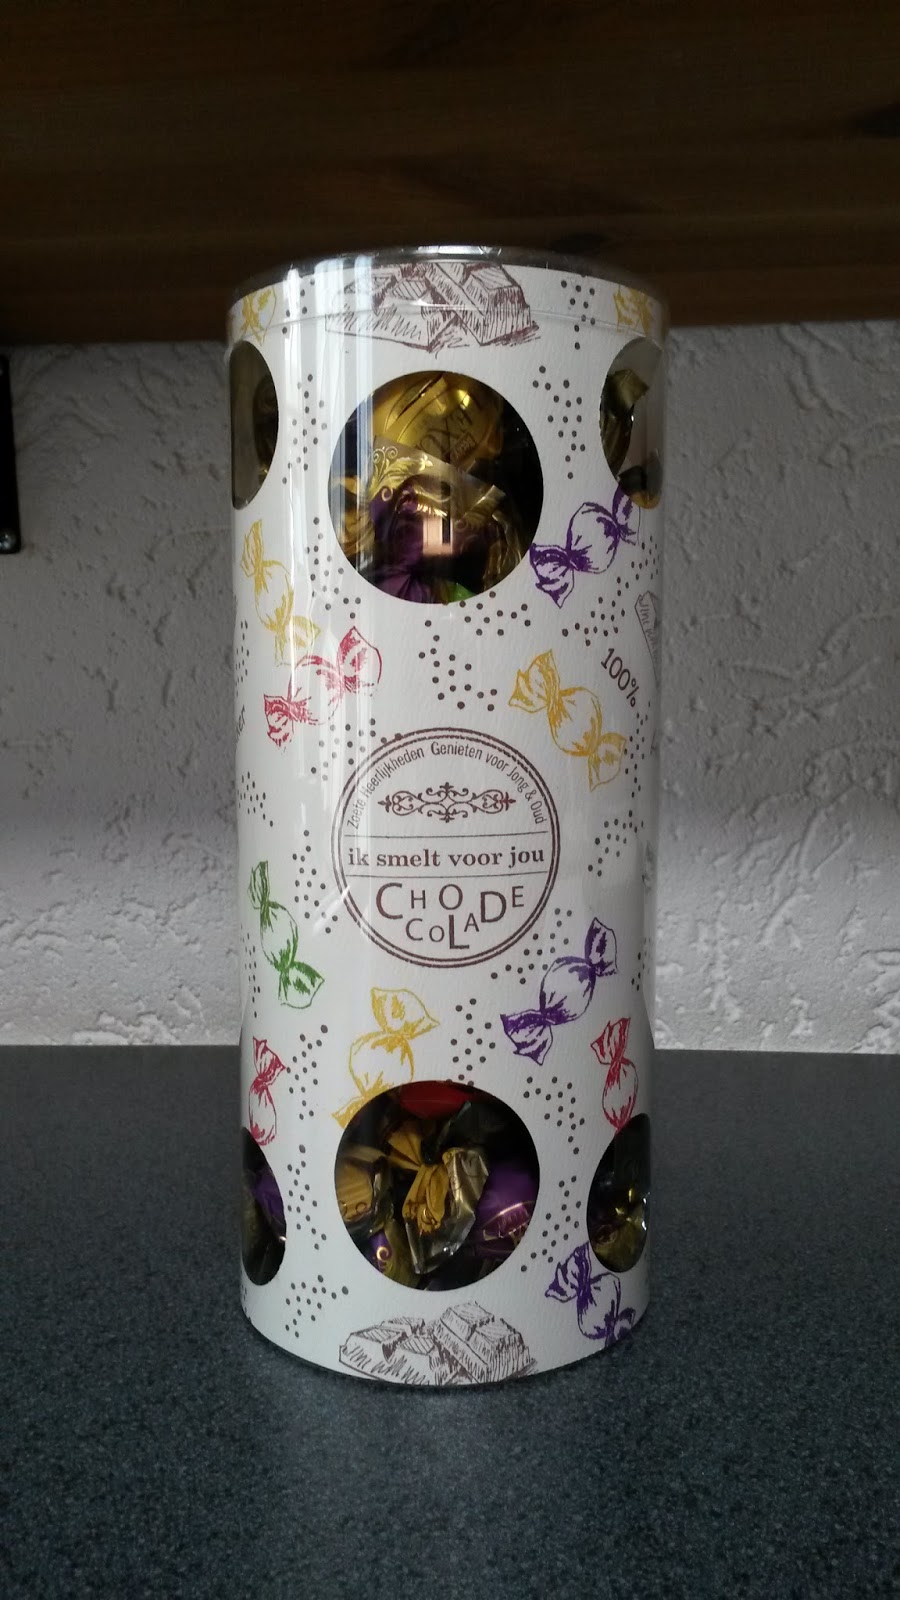 100%
Zoete Heerlijkheden Genieten voor Jong & Oud
ik smelt voor jou
CHOCOLADE